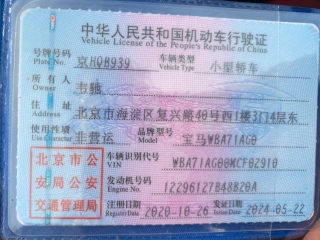 中华人民共和国机动车行驶证
Vehicle License of the People's Republic of China
号牌号码 京HQB939 车辆类型 小型轿车
Plate No. Vehicle Type
所有人 韦驰
Owner
住址 北京市海淀区复兴路40号西1楼3门4层东
Address
使用性质 非营运 品牌型号 宝马WBA71AG0
Use Character Model
北京市公
安局公安
交通管理局
车辆识别代号 WBA71AG00MCF02910
VIN
发动机号码 12296127B48B20A
Engine No.
注册日期 2020-10-26 发证日期 2024-05-22
Register Date Issue Date